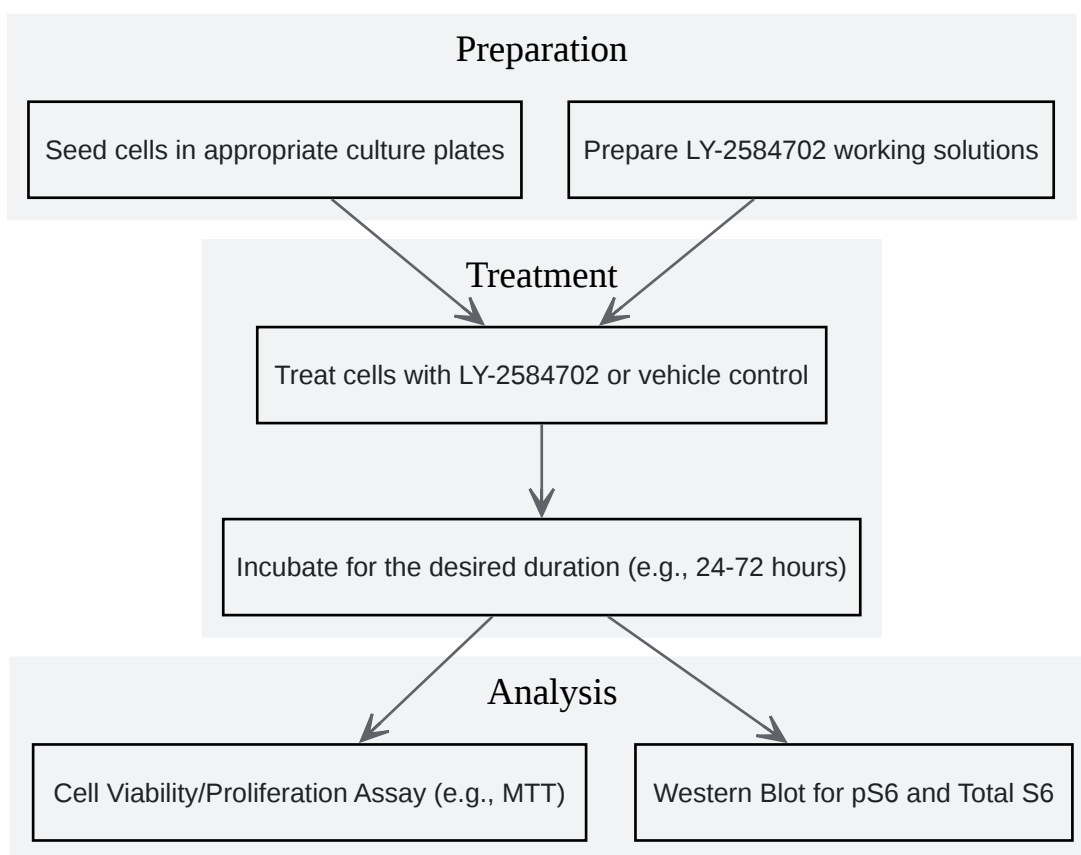 Preparation
Seed cells in appropriate culture plates
Prepare LY-2584702 working solutions
Treatment
Treat cells with LY-2584702 or vehicle control
Incubate for the desired duration (e.g., 24-72 hours)
Analysis
Cell Viability/Proliferation Assay (e.g., MTT)
Western Blot for pS6 and Total S6